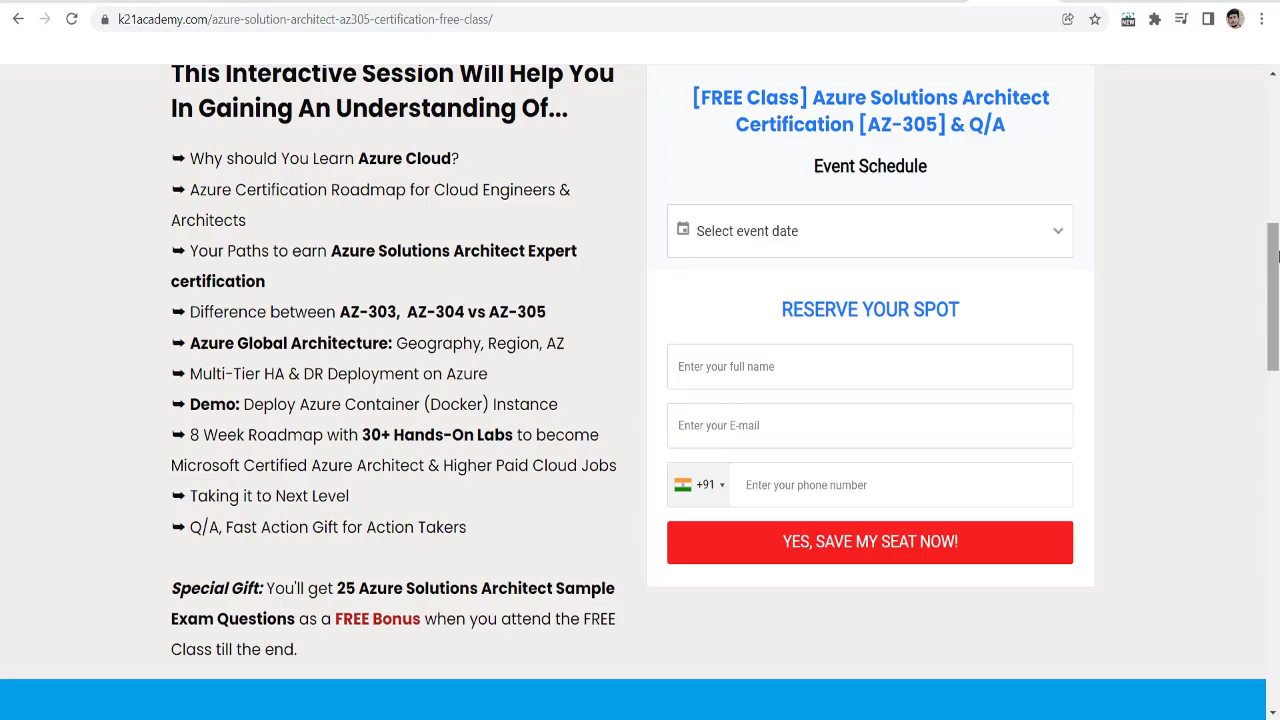 k21academy.com/azure-solution-architect-az305-certification-free-class/
NEW
This Interactive Session Will Help You
In Gaining An Understanding Of...
➥ Why should You Learn Azure Cloud?
➥ Azure Certification Roadmap for Cloud Engineers &
Architects
➥ Your Paths to earn Azure Solutions Architect Expert
certification
➥ Difference between AZ-303, AZ-304 vs AZ-305
➥ Azure Global Architecture: Geography, Region, AZ
➥ Multi-Tier HA & DR Deployment on Azure
➥ Demo: Deploy Azure Container (Docker) Instance
➥ 8 Week Roadmap with 30+ Hands-On Labs to become
Microsoft Certified Azure Architect & Higher Paid Cloud Jobs
➥ Taking it to Next Level
➥ Q/A, Fast Action Gift for Action Takers
Special Gift: You'll get 25 Azure Solutions Architect Sample
Exam Questions as a FREE Bonus when you attend the FREE
Class till the end.
[FREE Class] Azure Solutions Architect
Certification [AZ-305] & Q/A
Event Schedule
Select event date
RESERVE YOUR SPOT
Enter your full name
Enter your E-mail
+91 Enter your phone number
YES, SAVE MY SEAT NOW!